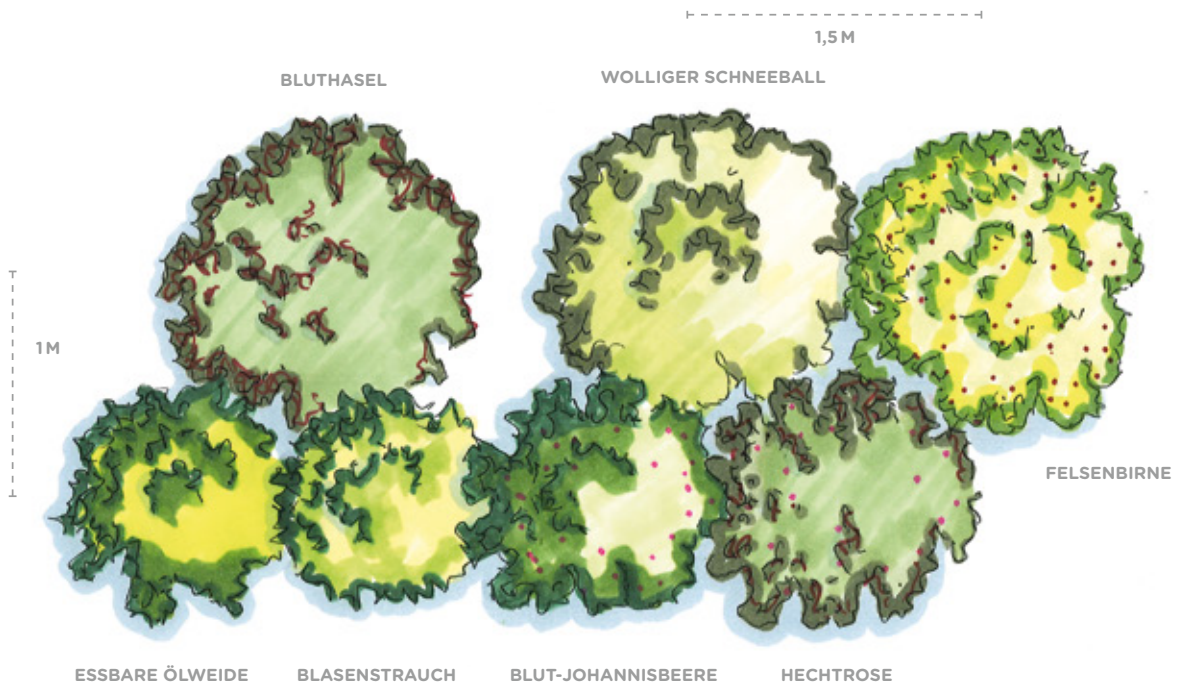 1,5 M
BLUTHASEL
WOLLIGER SCHNEEBALL
1 M
FELSENBIRNE
ESSBARE ÖLWEIDE
BLASENSTRAUCH
BLUT-JOHANNISBEERE
HECHTROSE